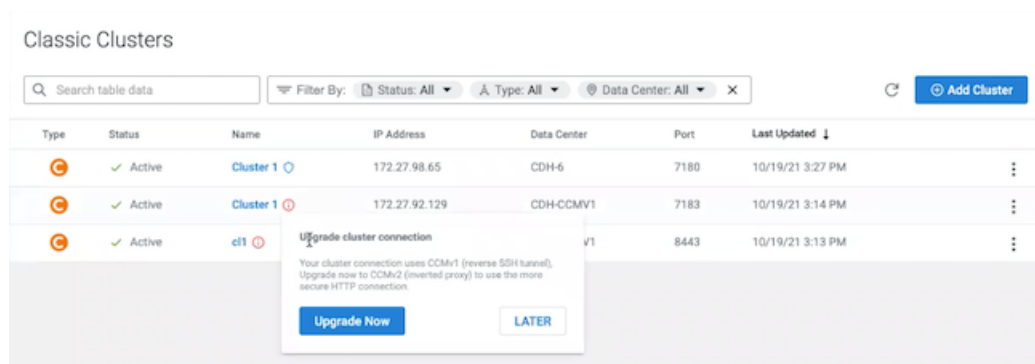 Classic Clusters
Search table data
Filter By: Status: All Type: All Data Center: All
Add Cluster
Type Status Name IP Address Data Center Port Last Updated
C Active Cluster 1 172.27.98.65 CDH-6 7180 10/19/21 3:27 PM
C Active Cluster 1 172.27.92.129 CDH-CCMV1 7183 10/19/21 3:14 PM
C Active cl1 V1 8443 10/19/21 3:13 PM
Upgrade cluster connection
Your cluster connection uses CCMv1 (reverse SSH tunnel),
Upgrade now to CCMv2 (inverted proxy) to use the more
secure HTTP connection.
Upgrade Now LATER